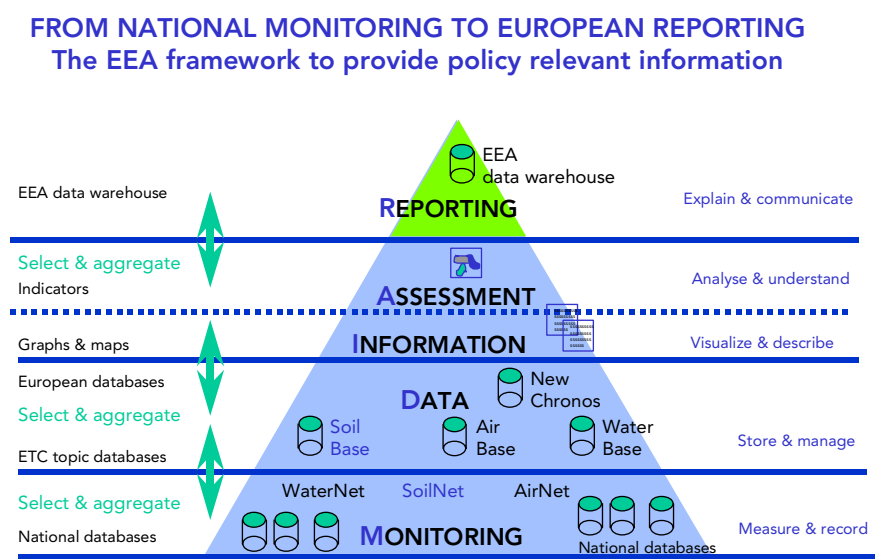 FROM NATIONAL MONITORING TO EUROPEAN REPORTING
The EEA framework to provide policy relevant information
EEA
data warehouse
EEA data warehouse
REPORTING
Explain & communicate
Select & aggregate
Indicators
ASSESSMENT
Analyse & understand
Graphs & maps
INFORMATION
Visualize & describe
European databases
New
Chronos
DATA
Select & aggregate
Soil
Base
Air
Base
Water
Base
Store & manage
ETC topic databases
WaterNet
SoilNet
AirNet
Select & aggregate
National databases
MONITORING
National databases
Measure & record